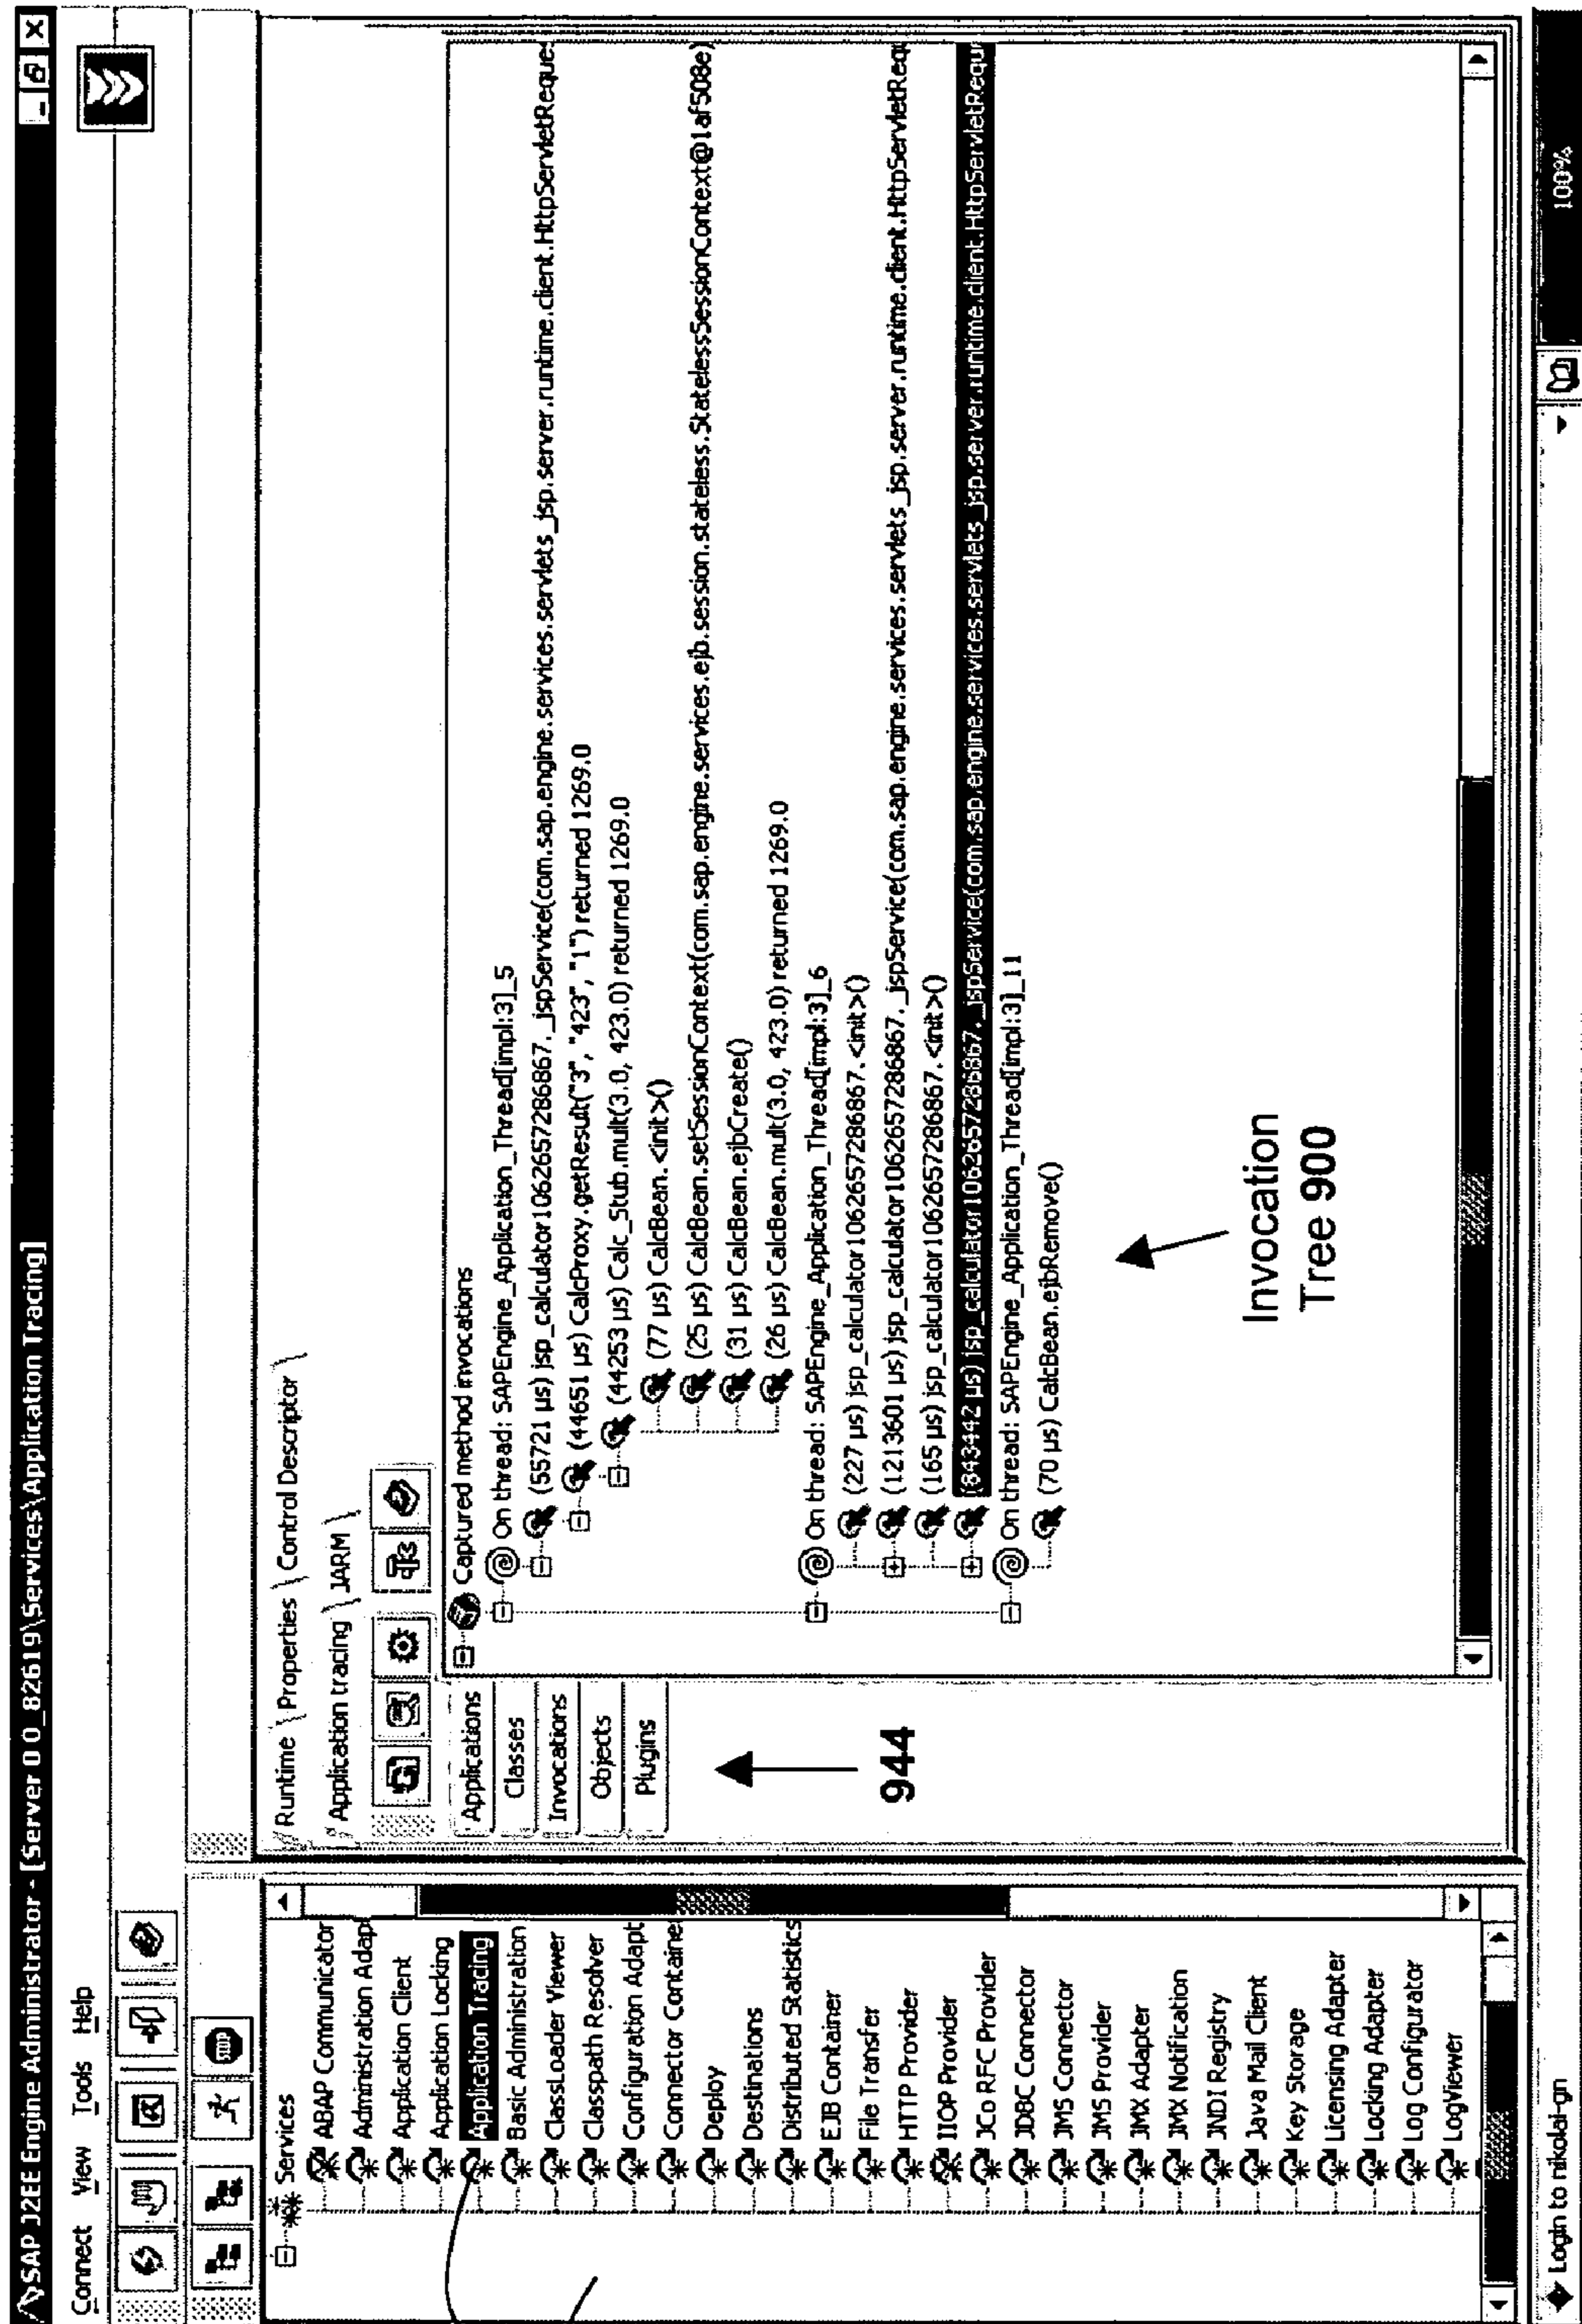 SAP J2EE Engine Administrator - [Server 0 0_82619\Services\Application Tracing]
Connect View Tools Help
STOP
Services
ABAP Communicator
Administration Adap
Application Client
Application Locking
Application Tracing
Basic Administration
ClassLoader Viewer
Classpath Resolver
Configuration Adapt
Connector Containe
Deploy
Destinations
Distributed Statistics
EJB Container
File Transfer
HTTP Provider
IIOP Provider
JCo RFC Provider
JDBC Connector
JMS Connector
JMS Provider
JMX Adapter
JMX Notification
JNDI Registry
Java Mail Client
Key Storage
Licensing Adapter
Locking Adapter
Log Configurator
LogViewer
Runtime \ Properties \ Control Descriptor \
Application tracing \ JARM \
Applications
Classes
Invocations
Objects
Plugins
944
Captured method invocations
On thread: SAPEngine_Application_Thread[impl:3]_5
(55721 µs) jsp_calculator1062657286867._jspService(com.sap.engine.services.servlets_jsp.server.runtime.client.HttpServletReques
(44651 µs) CalcProxy.getResult("3", "423", "1") returned 1269.0
(44253 µs) Calc_Stub.mult(3.0, 423.0) returned 1269.0
(77 µs) CalcBean.<init>()
(25 µs) CalcBean.setSessionContext(com.sap.engine.services.ejb.session.stateless.StatelessSessionContext@1af508e)
(31 µs) CalcBean.ejbCreate()
(26 µs) CalcBean.mult(3.0, 423.0) returned 1269.0
On thread: SAPEngine_Application_Thread[impl:3]_6
(227 µs) jsp_calculator1062657286867.<init>()
(1213601 µs) jsp_calculator1062657286867._jspService(com.sap.engine.services.servlets_jsp.server.runtime.client.HttpServletReq
(165 µs) jsp_calculator1062657286867.<init>()
(843442 µs) jsp_calculator1062657286867._jspService(com.sap.engine.services.servlets_jsp.server.runtime.client.HttpServletRequ
On thread: SAPEngine_Application_Thread[impl:3]_11
(70 µs) CalcBean.ejbRemove()
Invocation
Tree 900
Login to nikolai-gn
100%